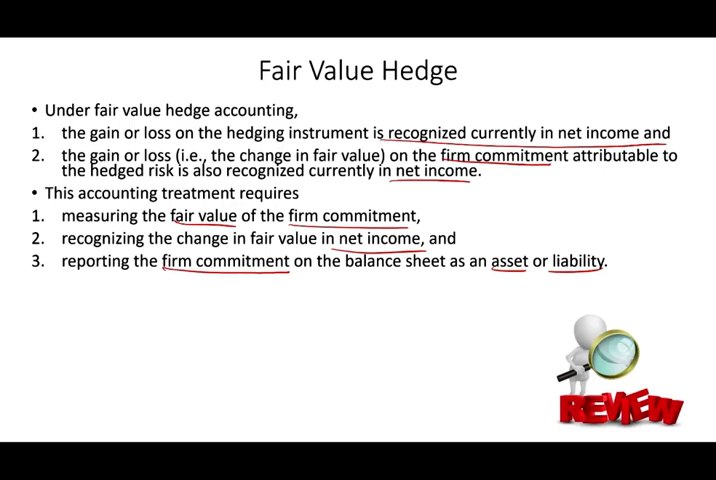 Fair Value Hedge
• Under fair value hedge accounting,
1. the gain or loss on the hedging instrument is recognized currently in net income and
2. the gain or loss (i.e., the change in fair value) on the firm commitment attributable to
the hedged risk is also recognized currently in net income.
• This accounting treatment requires
1. measuring the fair value of the firm commitment,
2. recognizing the change in fair value in net income, and
3. reporting the firm commitment on the balance sheet as an asset or liability.
REVIEW